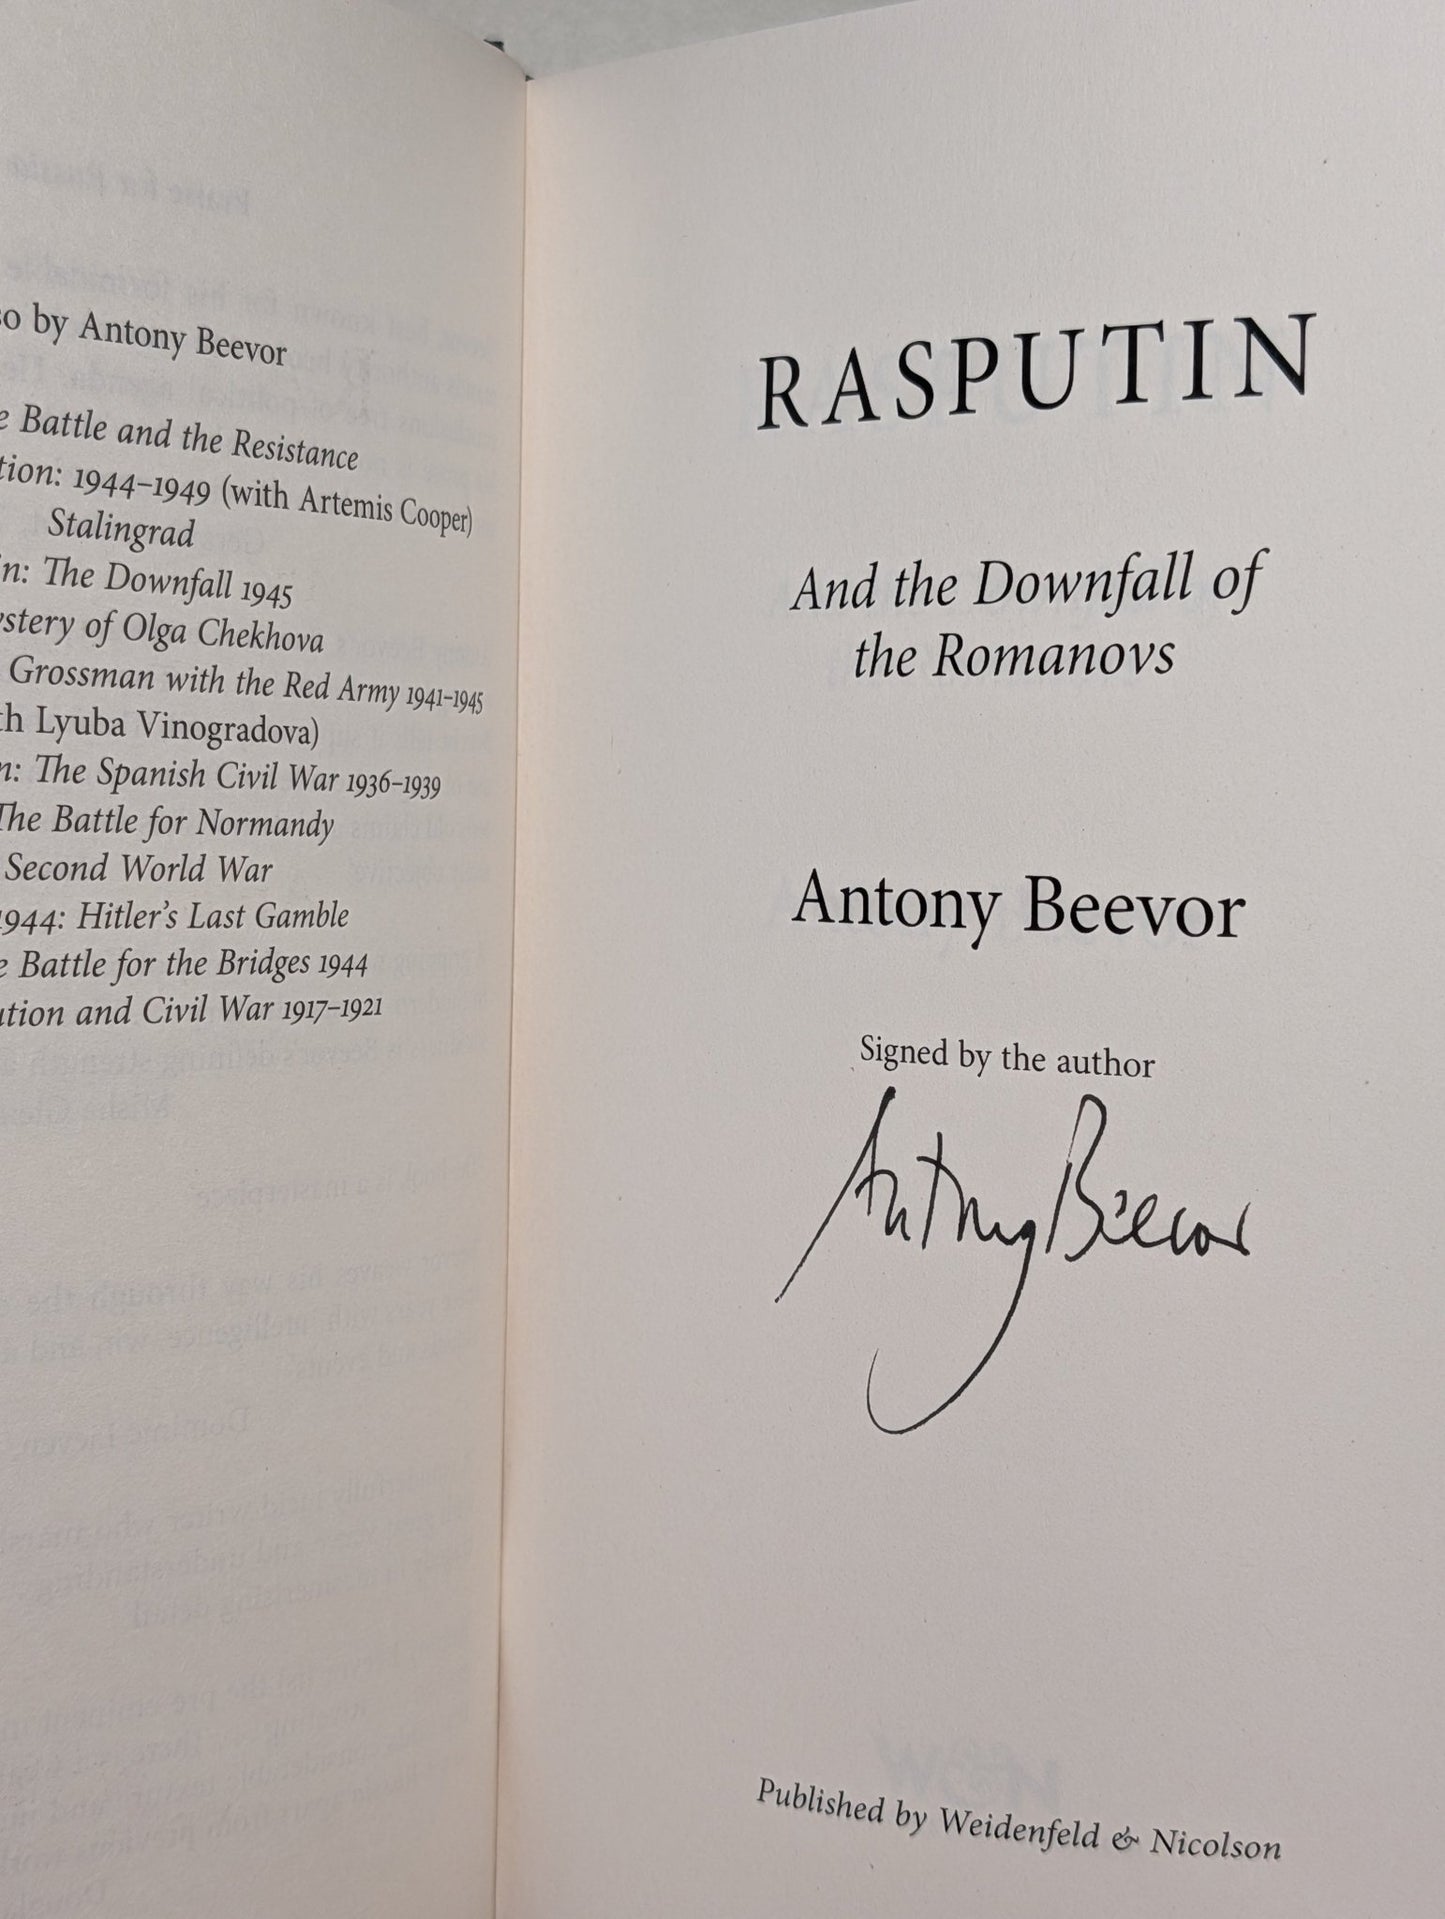 so by Antony Beevor
e Battle and the Resistance
tion: 1944–1949 (with Artemis Cooper)
Stalingrad
in: The Downfall 1945
ystery of Olga Chekhova
Grossman with the Red Army 1941–1945
th Lyuba Vinogradova)
n: The Spanish Civil War 1936–1939
The Battle for Normandy
Second World War
1944: Hitler's Last Gamble
e Battle for the Bridges 1944
ution and Civil War 1917–1921
RASPUTIN
And the Downfall of
the Romanovs
Antony Beevor
Signed by the author
Antony Beevor
Published by Weidenfeld & Nicolson